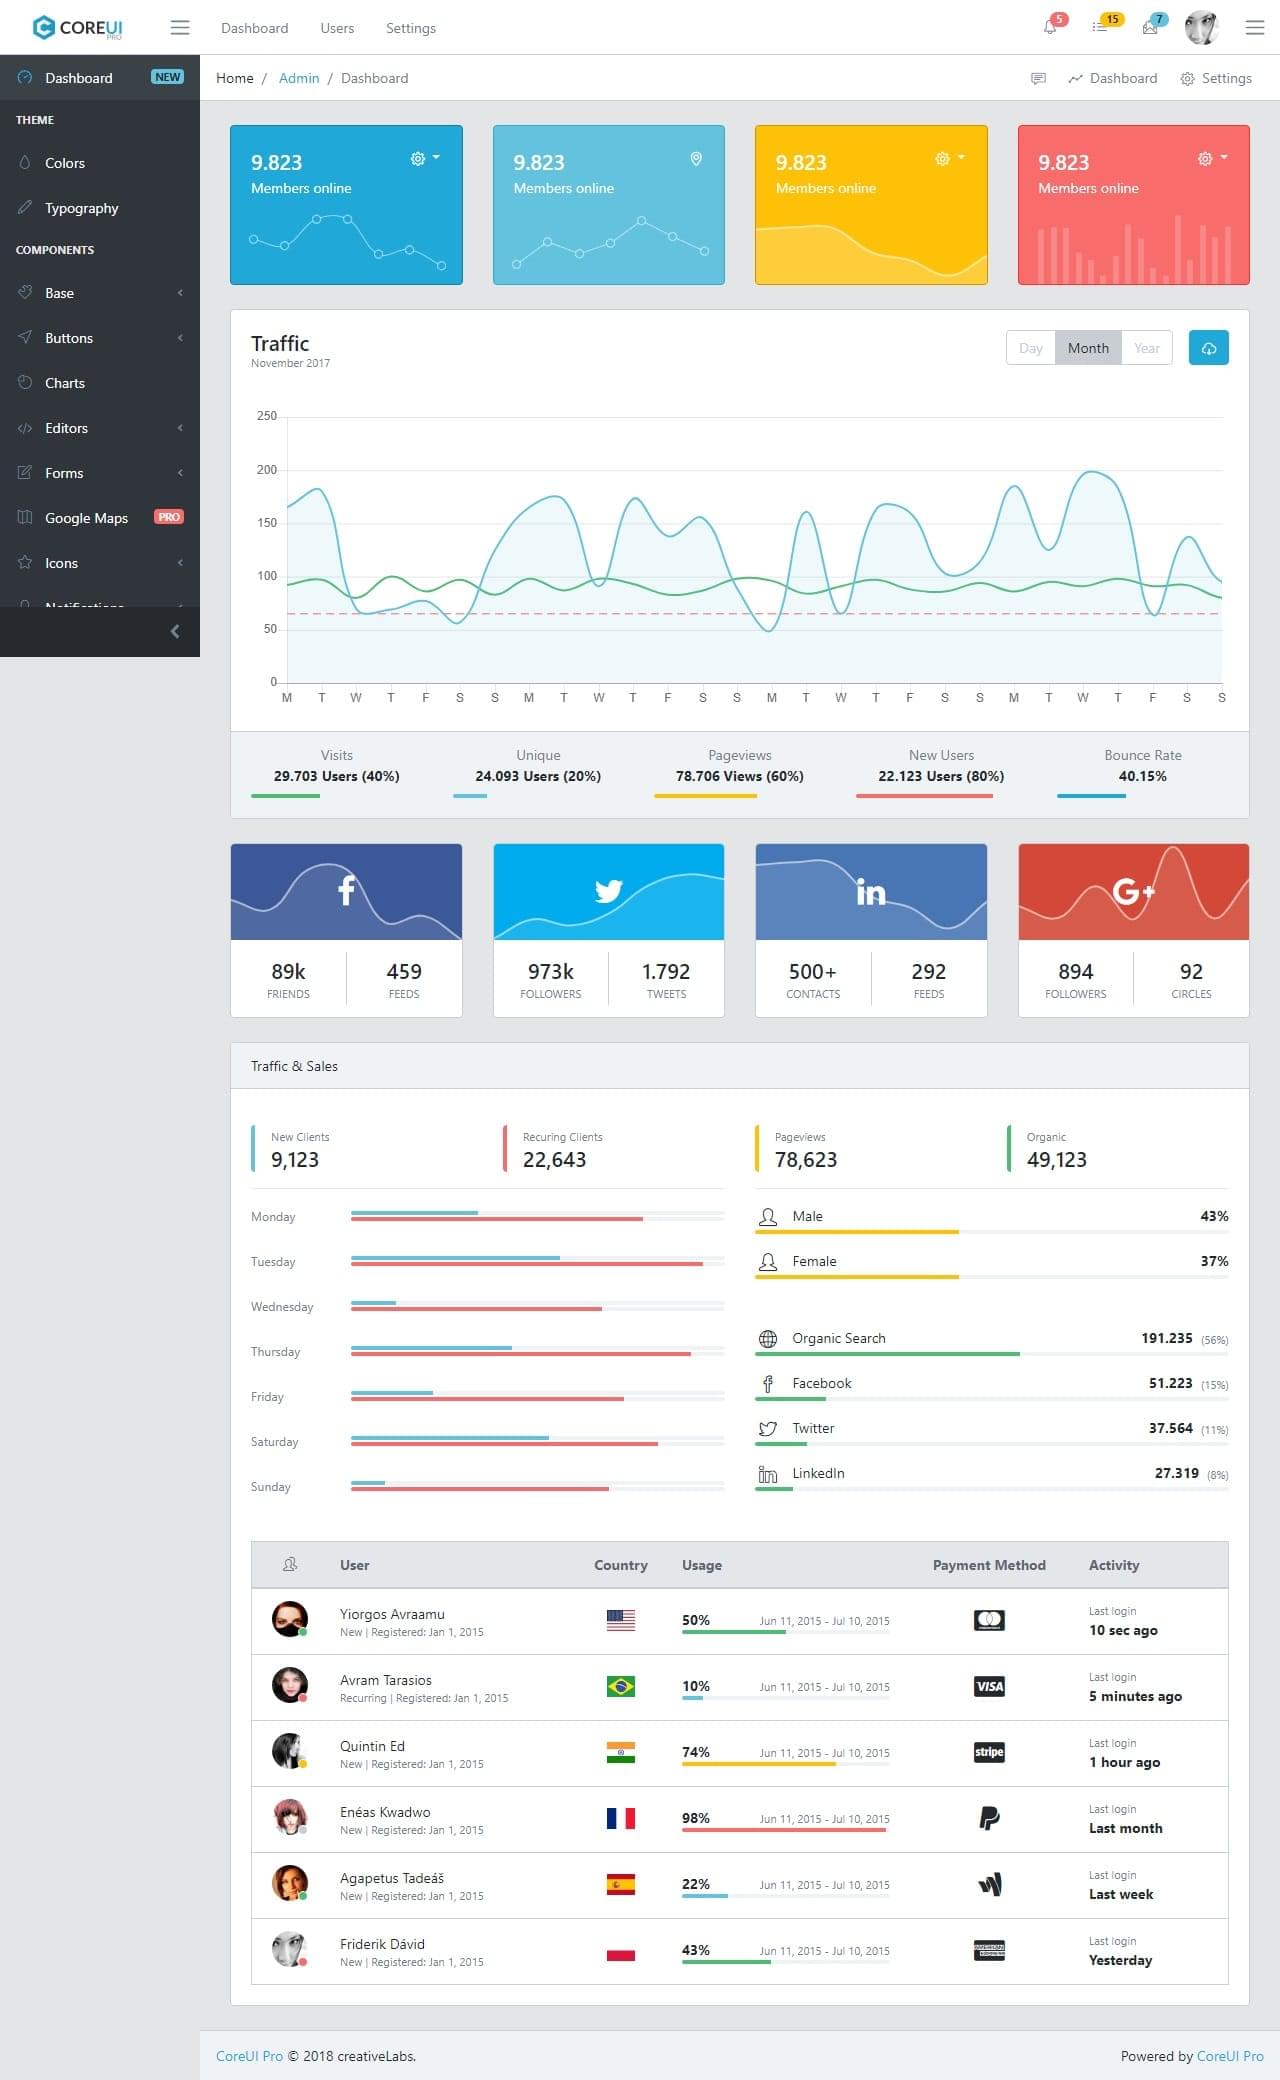 COREUI
PRO
Dashboard
Users
Settings
5
15
7
Dashboard NEW
THEME
Colors
Typography
COMPONENTS
Base
Buttons
Charts
Editors
Forms
Google Maps PRO
Icons
Notifications
Home / Admin / Dashboard
Dashboard
Settings
9.823
Members online
9.823
Members online
9.823
Members online
9.823
Members online
Traffic
November 2017
Day Month Year
250
200
150
100
50
0
M T W T F S S M T W T F S S M T W T F S S M T W T F S S
Visits
29.703 Users (40%)
Unique
24.093 Users (20%)
Pageviews
78.706 Views (60%)
New Users
22.123 Users (80%)
Bounce Rate
40.15%
f
in
G+
89k
FRIENDS
459
FEEDS
973k
FOLLOWERS
1.792
TWEETS
500+
CONTACTS
292
FEEDS
894
FOLLOWERS
92
CIRCLES
Traffic & Sales
New Clients
9,123
Recuring Clients
22,643
Pageviews
78,623
Organic
49,123
Monday
Tuesday
Wednesday
Thursday
Friday
Saturday
Sunday
Male 43%
Female 37%
Organic Search 191.235 (56%)
Facebook 51.223 (15%)
Twitter 37.564 (11%)
LinkedIn 27.319 (8%)
User Country Usage Payment Method Activity
Yiorgos Avraamu
New | Registered: Jan 1, 2015
50% Jun 11, 2015 - Jul 10, 2015
Last login
10 sec ago
Avram Tarasios
Recurring | Registered: Jan 1, 2015
10% Jun 11, 2015 - Jul 10, 2015
VISA
Last login
5 minutes ago
Quintin Ed
New | Registered: Jan 1, 2015
74% Jun 11, 2015 - Jul 10, 2015
stripe
Last login
1 hour ago
Enéas Kwadwo
New | Registered: Jan 1, 2015
98% Jun 11, 2015 - Jul 10, 2015
Last login
Last month
Agapetus Tadeáš
New | Registered: Jan 1, 2015
22% Jun 11, 2015 - Jul 10, 2015
Last login
Last week
Friderik Dávid
New | Registered: Jan 1, 2015
43% Jun 11, 2015 - Jul 10, 2015
Last login
Yesterday
CoreUI Pro © 2018 creativeLabs.
Powered by CoreUI Pro